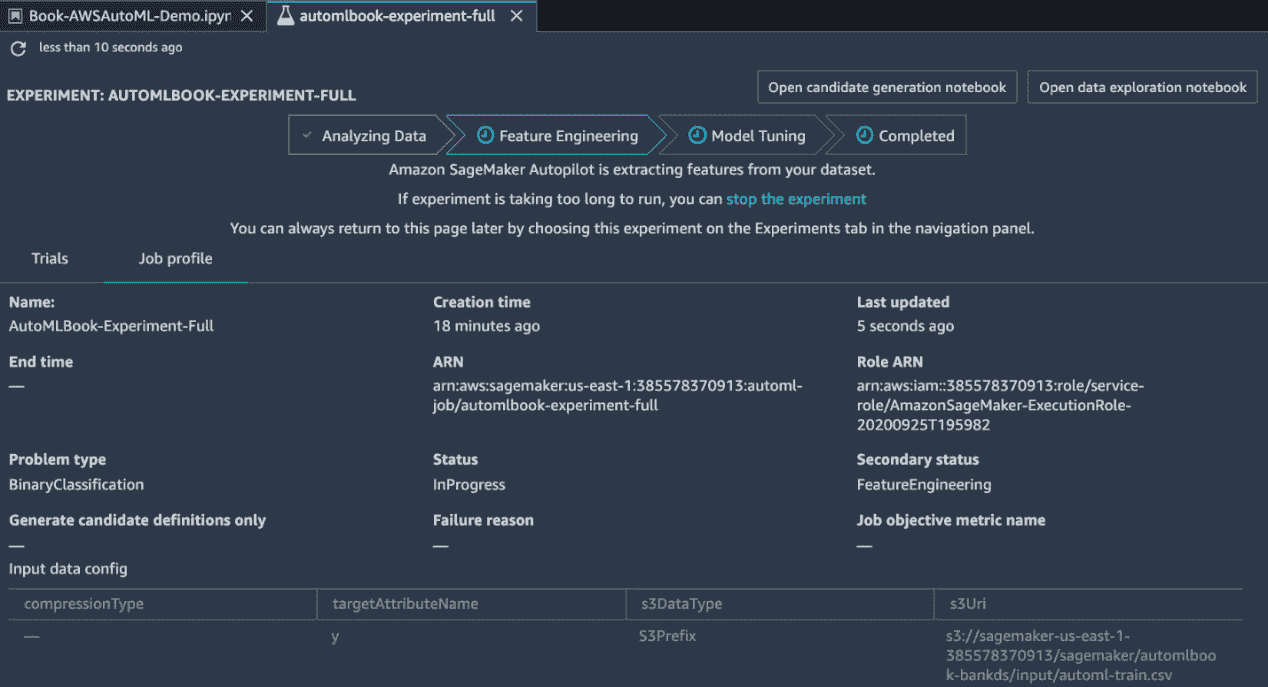 Book-AWSAutoML-Demo.ipyn
automlbook-experiment-full
less than 10 seconds ago
Open candidate generation notebook
Open data exploration notebook
EXPERIMENT: AUTOMLBOOK-EXPERIMENT-FULL
Analyzing Data
Feature Engineering
Model Tuning
Completed
Amazon SageMaker Autopilot is extracting features from your dataset.
If experiment is taking too long to run, you can stop the experiment
You can always return to this page later by choosing this experiment on the Experiments tab in the navigation panel.
Trials
Job profile
Name:
AutoMLBook-Experiment-Full
Creation time
18 minutes ago
Last updated
5 seconds ago
End time
—
ARN
arn:aws:sagemaker:us-east-1:385578370913:automl-
job/automlbook-experiment-full
Role ARN
arn:aws:iam::385578370913:role/service-
role/AmazonSageMaker-ExecutionRole-
20200925T195982
Problem type
BinaryClassification
Status
InProgress
Secondary status
FeatureEngineering
Generate candidate definitions only
—
Failure reason
—
Job objective metric name
—
Input data config
compressionType
targetAttributeName
s3DataType
s3Uri
—
y
S3Prefix
s3://sagemaker-us-east-1-
385578370913/sagemaker/automlboo
k-bankds/input/automl-train.csv